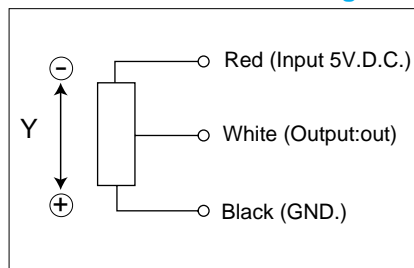 Red (Input 5V.D.C.)
−
Y
White (Output:out)
+
Black (GND.)